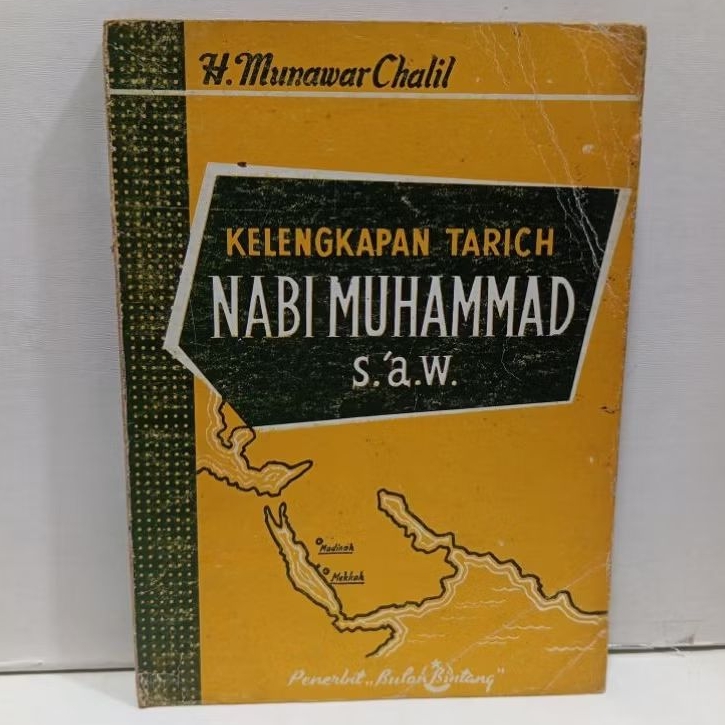 H. Munawar Chalil
KELENGKAPAN TARICH
NABI MUHAMMAD
s.'a.w.
Madinah
Mekkah
Penerbit „Bulan Bintang"